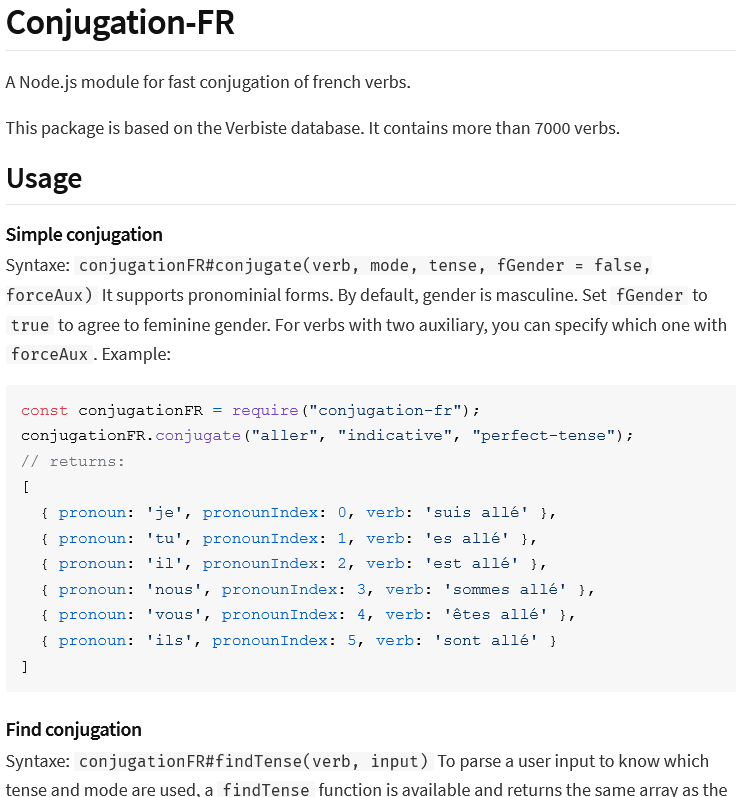 Conjugation-FR
A Node.js module for fast conjugation of french verbs.
This package is based on the Verbiste database. It contains more than 7000 verbs.
Usage
Simple conjugation
Syntaxe: conjugationFR#conjugate(verb, mode, tense, fGender = false,
forceAux) It supports pronominial forms. By default, gender is masculine. Set fGender to
true to agree to feminine gender. For verbs with two auxiliary, you can specify which one with
forceAux. Example:
const conjugationFR = require("conjugation-fr");
conjugationFR.conjugate("aller", "indicative", "perfect-tense");
// returns:
[
  { pronoun: 'je', pronounIndex: 0, verb: 'suis allé' },
  { pronoun: 'tu', pronounIndex: 1, verb: 'es allé' },
  { pronoun: 'il', pronounIndex: 2, verb: 'est allé' },
  { pronoun: 'nous', pronounIndex: 3, verb: 'sommes allé' },
  { pronoun: 'vous', pronounIndex: 4, verb: 'êtes allé' },
  { pronoun: 'ils', pronounIndex: 5, verb: 'sont allé' }
]
Find conjugation
Syntaxe: conjugationFR#findTense(verb, input) To parse a user input to know which
tense and mode are used, a findTense function is available and returns the same array as the